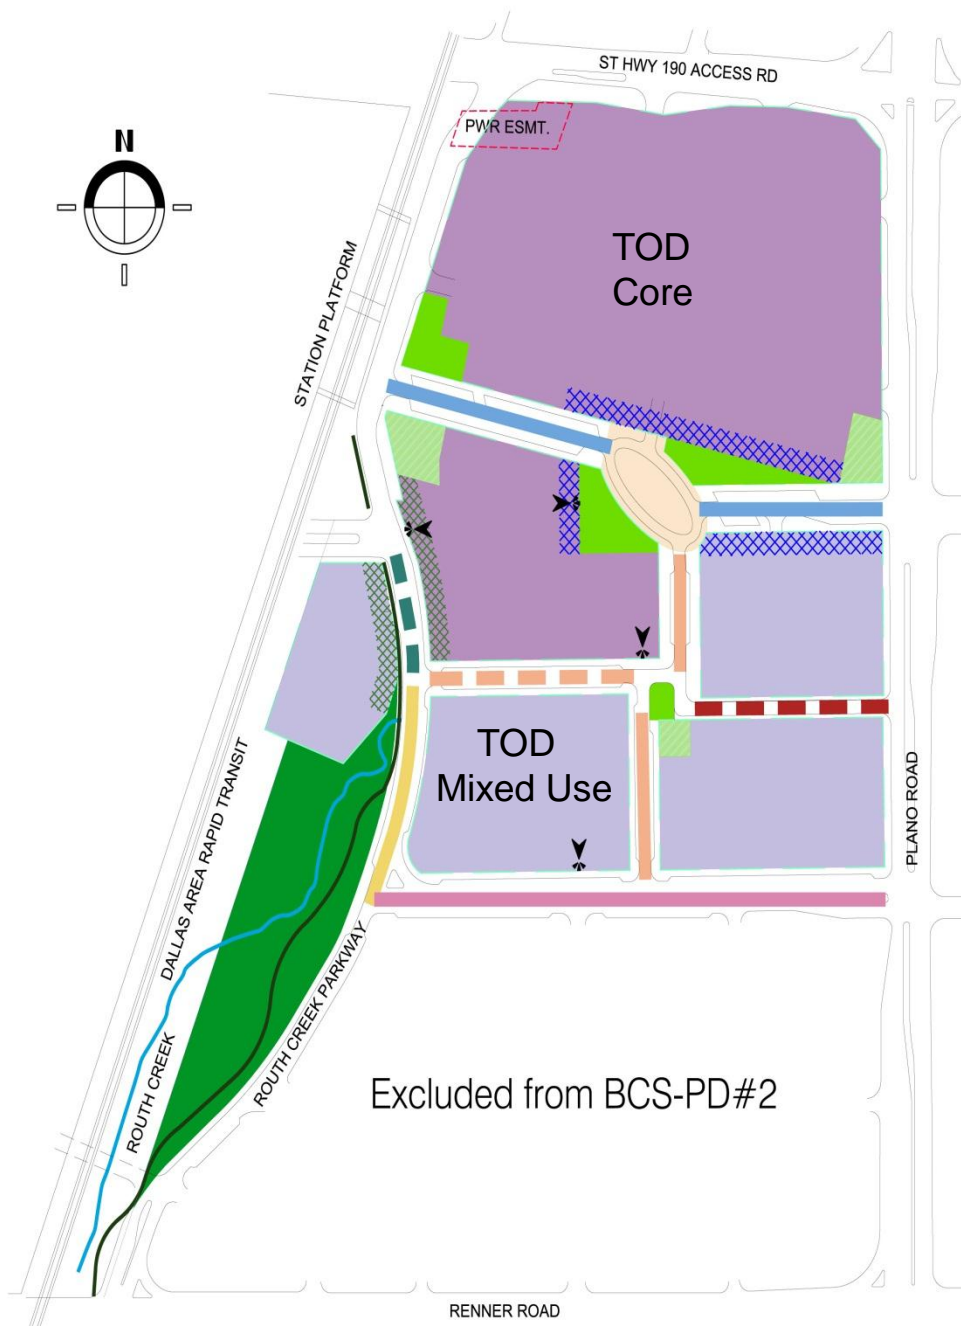 ST HWY 190 ACCESS RD
PWR ESMT.
N
TOD
Core
STATION PLATFORM
TOD
Mixed Use
DALLAS AREA RAPID TRANSIT
PLANO ROAD
ROUTH CREEK PARKWAY
ROUTH CREEK
Excluded from BCS-PD#2
RENNER ROAD